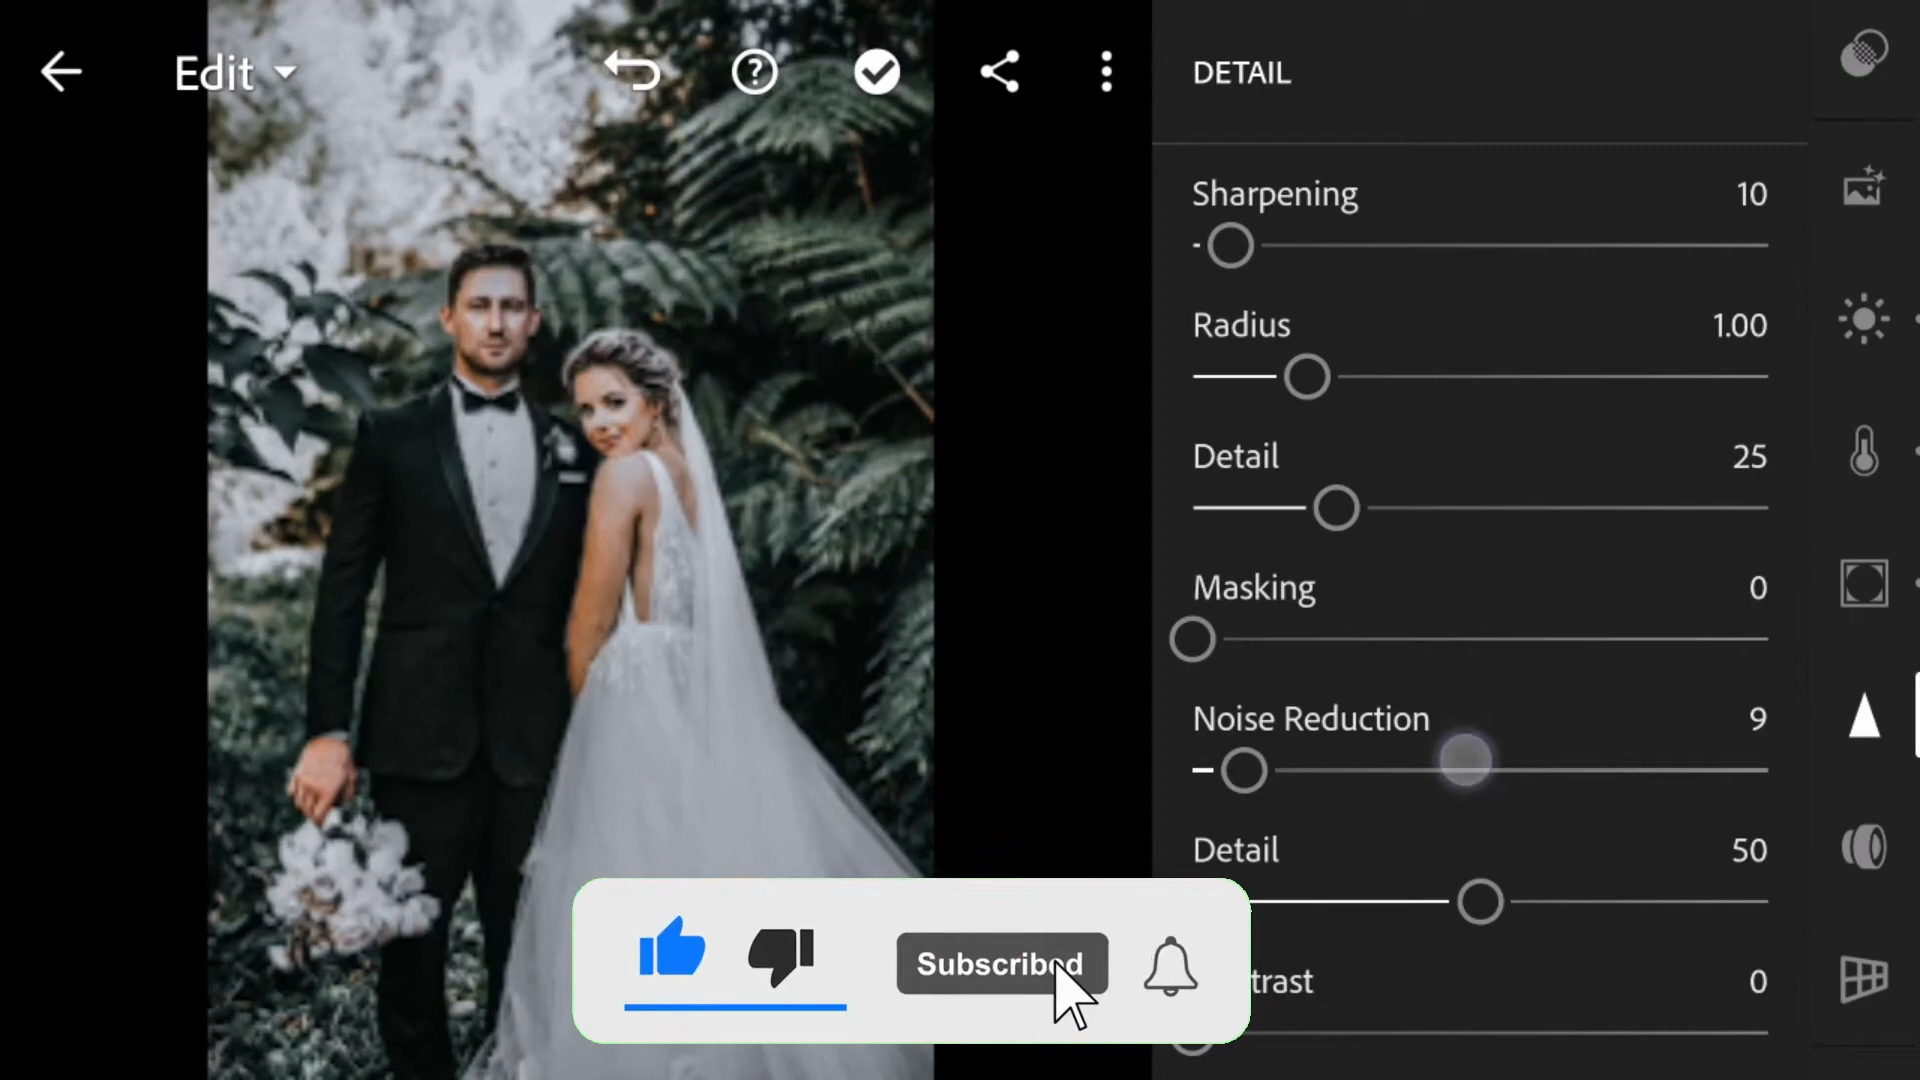 Edit
DETAIL
Sharpening 10
Radius 1.00
Detail 25
Masking 0
Noise Reduction 9
Detail 50
trast 0
Subscribed